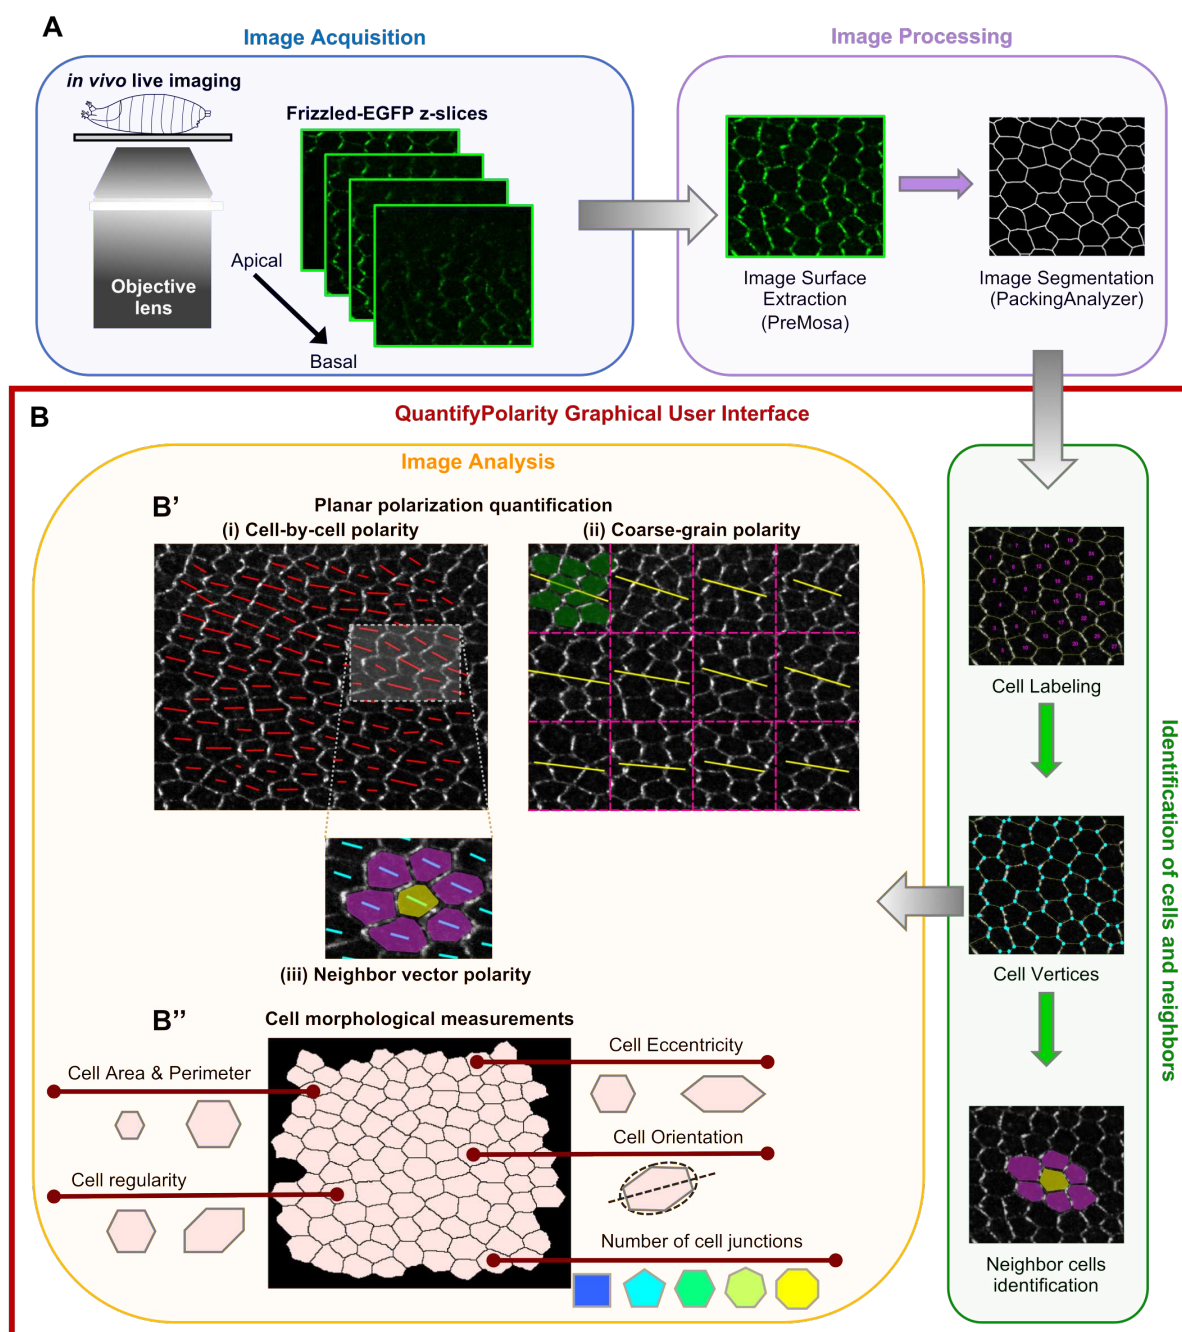 A
Image Acquisition
in vivo live imaging
Frizzled-EGFP z-slices
Objective
lens
Apical
Basal
Image Processing
Image Surface
Extraction
(PreMosa)
Image Segmentation
(PackingAnalyzer)
B
QuantifyPolarity Graphical User Interface
Image Analysis
B’
Planar polarization quantification
(i) Cell-by-cell polarity
(ii) Coarse-grain polarity
(iii) Neighbor vector polarity
B’’
Cell morphological measurements
Cell Area & Perimeter
Cell regularity
Cell Eccentricity
Cell Orientation
Number of cell junctions
Cell Labeling
Cell Vertices
Neighbor cells
identification
Identification of cells and neighbors